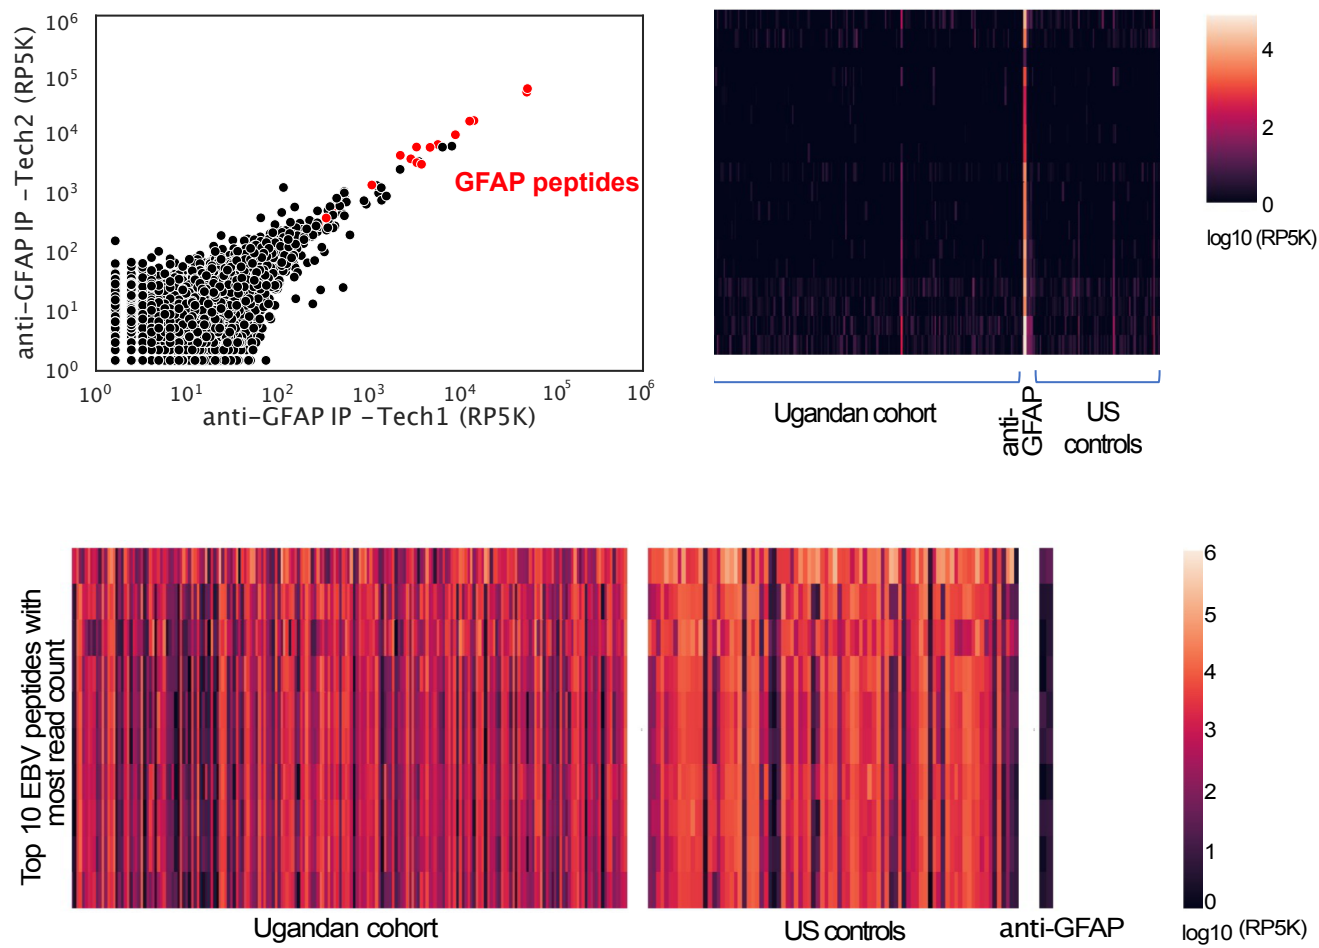 10^6
10^5
10^4
10^3
10^2
10^1
10^0
anti-GFAP IP -Tech2 (RP5K)
GFAP peptides
10^0 10^1 10^2 10^3 10^4 10^5 10^6
anti-GFAP IP -Tech1 (RP5K)
4
2
0
log10 (RP5K)
Ugandan cohort
anti-
GFAP
US
controls
Top 10 EBV peptides with
most read count
6
5
4
3
2
1
0
log10 (RP5K)
Ugandan cohort
US controls
anti-GFAP